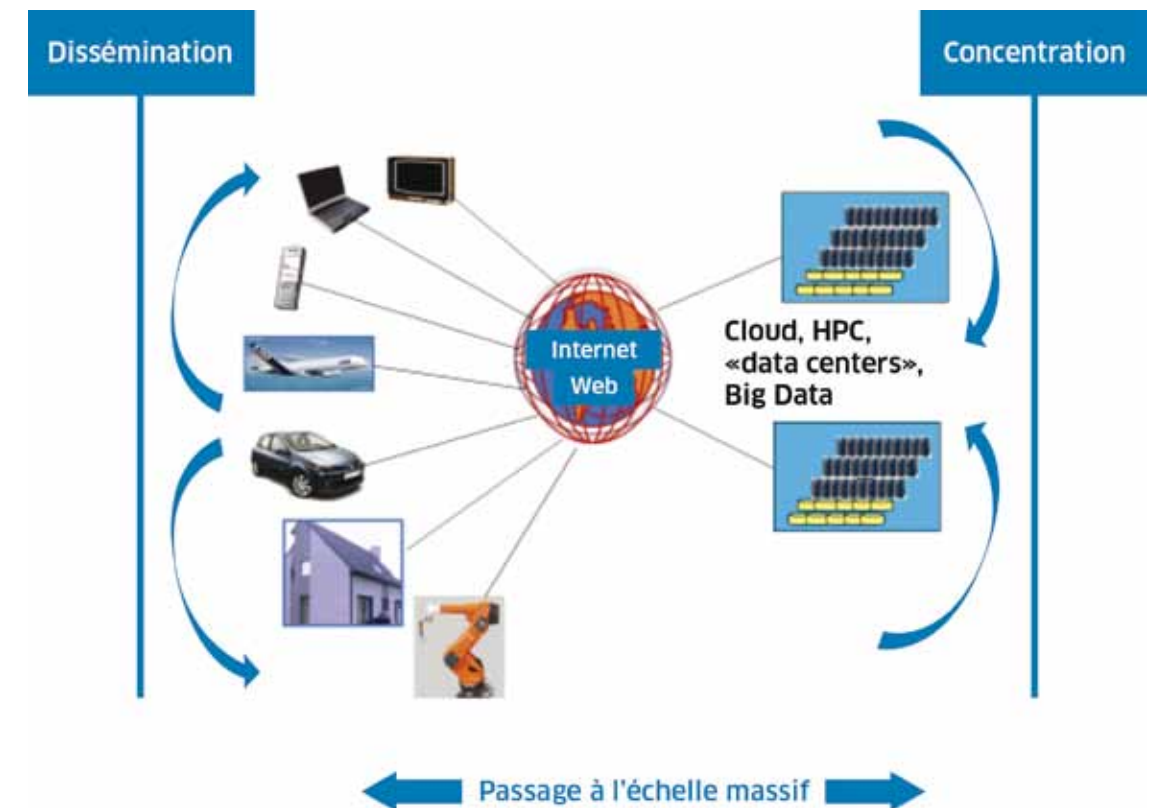 Dissémination
Concentration
Internet
Web
Cloud, HPC,
«data centers»,
Big Data
Passage à l'échelle massif